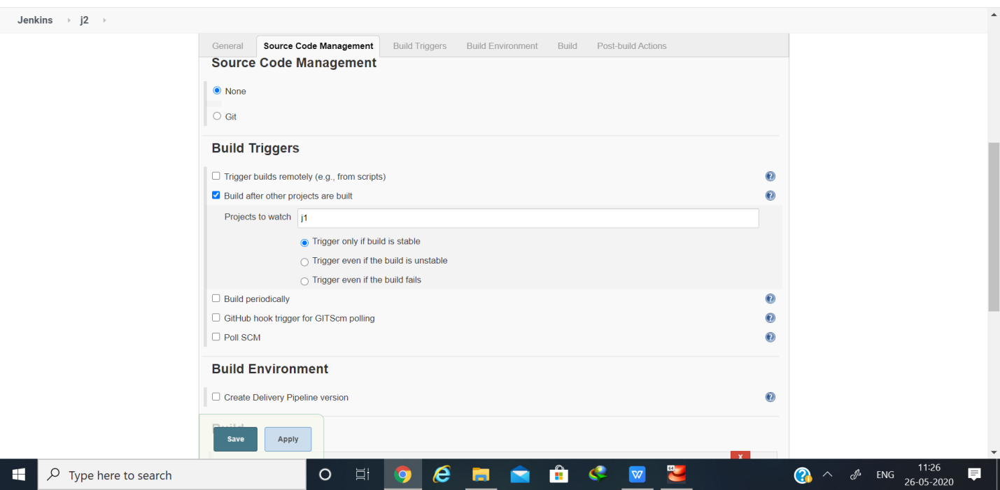 Jenkins j2
General Source Code Management Build Triggers Build Environment Build Post-build Actions
Source Code Management
None
Git
Build Triggers
Trigger builds remotely (e.g., from scripts)
Build after other projects are built
Projects to watch j1
Trigger only if build is stable
Trigger even if the build is unstable
Trigger even if the build fails
Build periodically
GitHub hook trigger for GITScm polling
Poll SCM
Build Environment
Create Delivery Pipeline version
Build
Save Apply
X
Type here to search 64 W ENG 11:26
26-05-2020